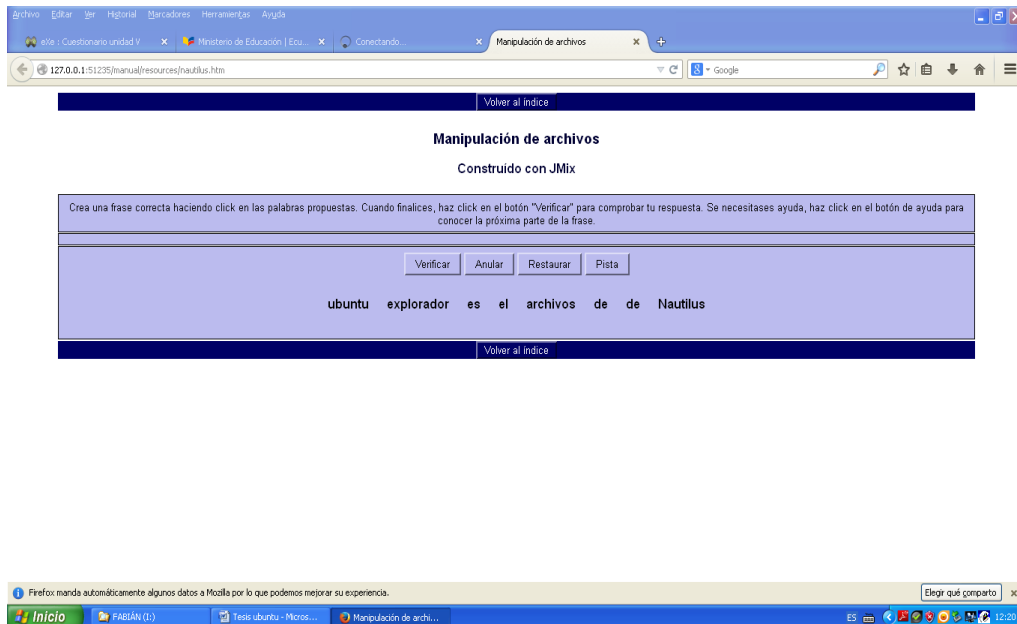 Archivo Editar Ver Historial Marcadores Herramientas Ayuda
eXe : Cuestionario unidad V Ministerio de Educación | Ecu... Conectando... Manipulación de archivos
127.0.0.1:51235/manual/resources/nautilus.htm Google
Volver al índice
Manipulación de archivos
Construído con JMix
Crea una frase correcta haciendo click en las palabras propuestas. Cuando finalices, haz click en el botón "Verificar" para comprobar tu respuesta. Se necesitases ayuda, haz click en el botón de ayuda para
conocer la próxima parte de la frase.
Verificar Anular Restaurar Pista
ubuntu explorador es el archivos de de Nautilus
Volver al índice
Firefox manda automáticamente algunos datos a Mozilla por lo que podemos mejorar su experiencia. Elegir qué comparto
Inicio FABIÁN (I:) Tesis ubuntu - Micros... Manipulación de archi... ES 12:20